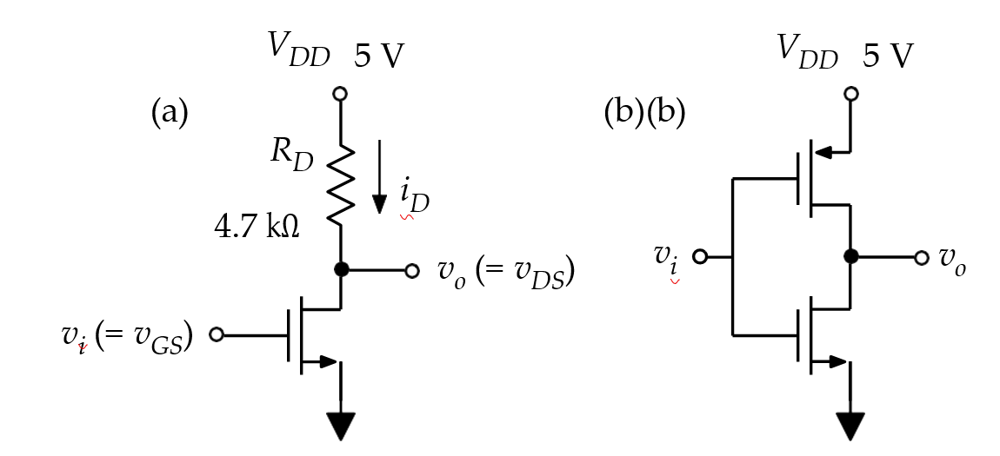 V_DD 5 V
(a)
R_D
i_D
4.7 kΩ
v_o (= v_DS)
v_i (= v_GS)
V_DD 5 V
(b)(b)
v_i
v_o